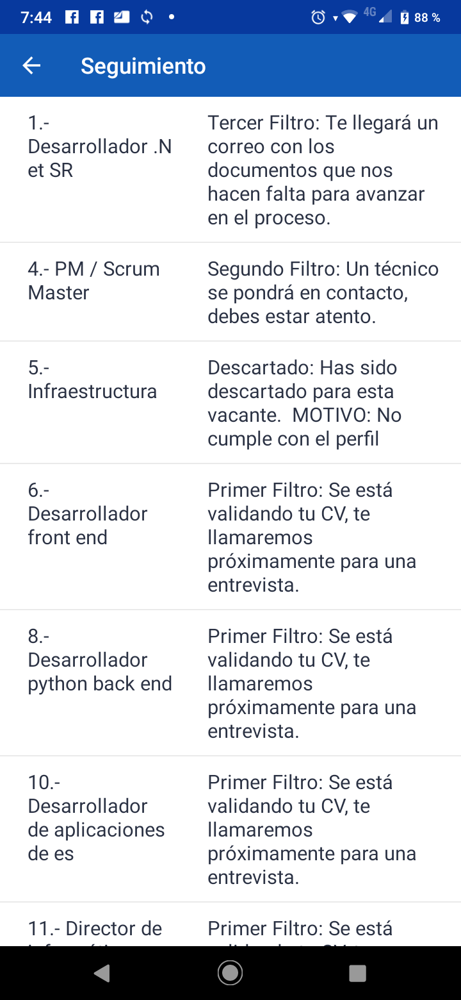 7:44
4G
88 %
Seguimiento
1.-
Desarrollador .N
et SR
Tercer Filtro: Te llegará un
correo con los
documentos que nos
hacen falta para avanzar
en el proceso.
4.- PM / Scrum
Master
Segundo Filtro: Un técnico
se pondrá en contacto,
debes estar atento.
5.-
Infraestructura
Descartado: Has sido
descartado para esta
vacante.  MOTIVO: No
cumple con el perfil
6.-
Desarrollador
front end
Primer Filtro: Se está
validando tu CV, te
llamaremos
próximamente para una
entrevista.
8.-
Desarrollador
python back end
Primer Filtro: Se está
validando tu CV, te
llamaremos
próximamente para una
entrevista.
10.-
Desarrollador
de aplicaciones
de es
Primer Filtro: Se está
validando tu CV, te
llamaremos
próximamente para una
entrevista.
11.- Director de
Primer Filtro: Se está